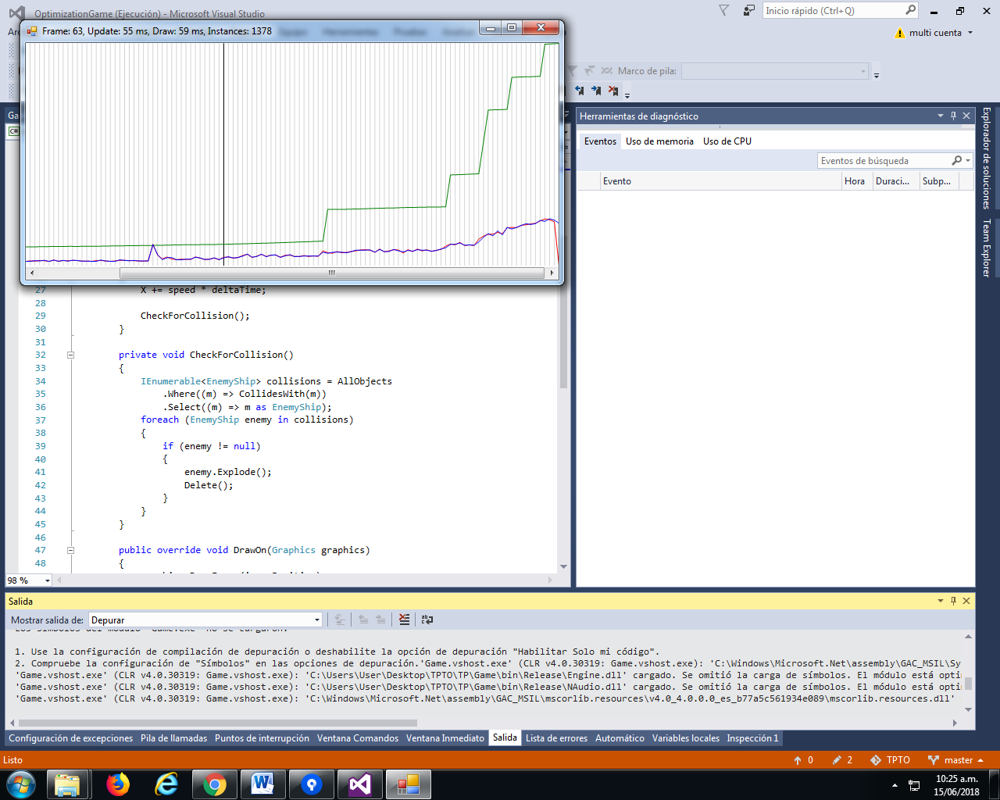 OptimizationGame (Ejecución) - Microsoft Visual Studio
Inicio rápido (Ctrl+Q)
Frame: 63, Update: 55 ms, Draw: 59 ms, Instances: 1378
multi cuenta
Marco de pila:
Herramientas de diagnóstico
Eventos Uso de memoria Uso de CPU
Eventos de búsqueda
Evento Hora Duraci... Subp...
Explorador de soluciones
Team Explorer
C#
27 X += speed * deltaTime;
28
29 CheckForCollision();
30 }
31
32 private void CheckForCollision()
33 {
34 IEnumerable<EnemyShip> collisions = AllObjects
35 .Where((m) => CollidesWith(m))
36 .Select((m) => m as EnemyShip);
37 foreach (EnemyShip enemy in collisions)
38 {
39 if (enemy != null)
40 {
41 enemy.Explode();
42 Delete();
43 }
44 }
45 }
46
47 public override void DrawOn(Graphics graphics)
48 {
98 %
Salida
Mostrar salida de: Depurar
1. Use la configuración de compilación de depuración o deshabilite la opción de depuración "Habilitar Solo mi código".
2. Compruebe la configuración de "Símbolos" en las opciones de depuración.'Game.vshost.exe' (CLR v4.0.30319: Game.vshost.exe): 'C:\Windows\Microsoft.Net\assembly\GAC_MSIL\Sy
'Game.vshost.exe' (CLR v4.0.30319: Game.vshost.exe): 'C:\Users\User\Desktop\TPTO\TP\Game\bin\Release\Engine.dll' cargado. Se omitió la carga de símbolos. El módulo está opti
'Game.vshost.exe' (CLR v4.0.30319: Game.vshost.exe): 'C:\Users\User\Desktop\TPTO\TP\Game\bin\Release\NAudio.dll' cargado. Se omitió la carga de símbolos. El módulo está opti
'Game.vshost.exe' (CLR v4.0.30319: Game.vshost.exe): 'C:\Windows\Microsoft.Net\assembly\GAC_MSIL\mscorlib.resources\v4.0_4.0.0.0_es_b77a5c561934e089\mscorlib.resources.dll'
Configuración de excepciones Pila de llamadas Puntos de interrupción Ventana Comandos Ventana Inmediato Salida Lista de errores Automático Variables locales Inspección 1
Listo 0 2 TPTO master
10:25 a.m.
15/06/2018